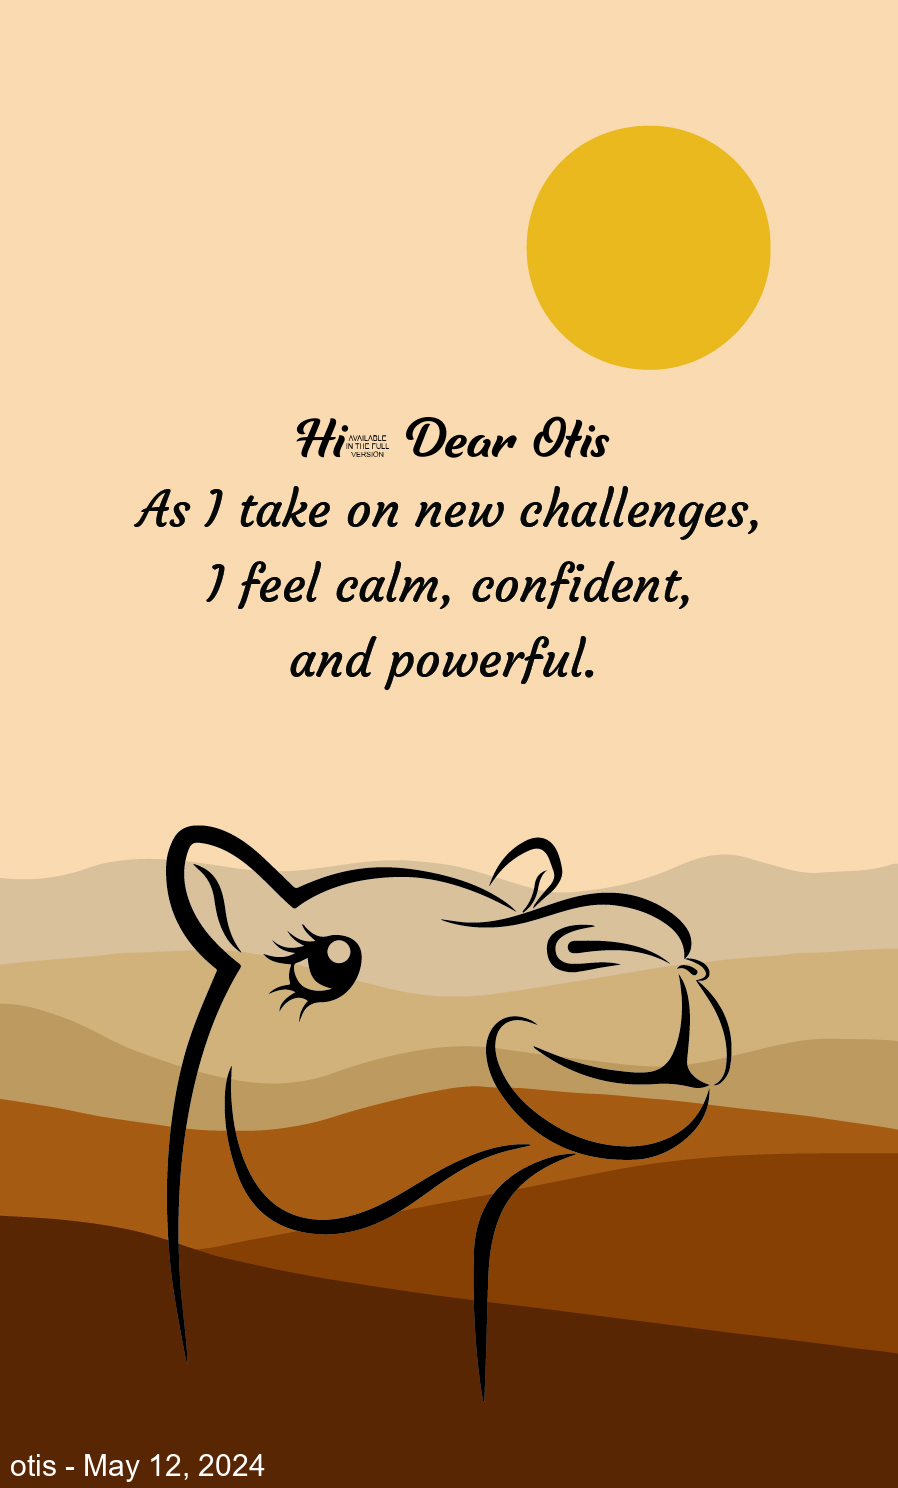 Hi AVAILABLE IN THE FULL VERSION Dear Otis
As I take on new challenges,
I feel calm, confident,
and powerful.
otis - May 12, 2024